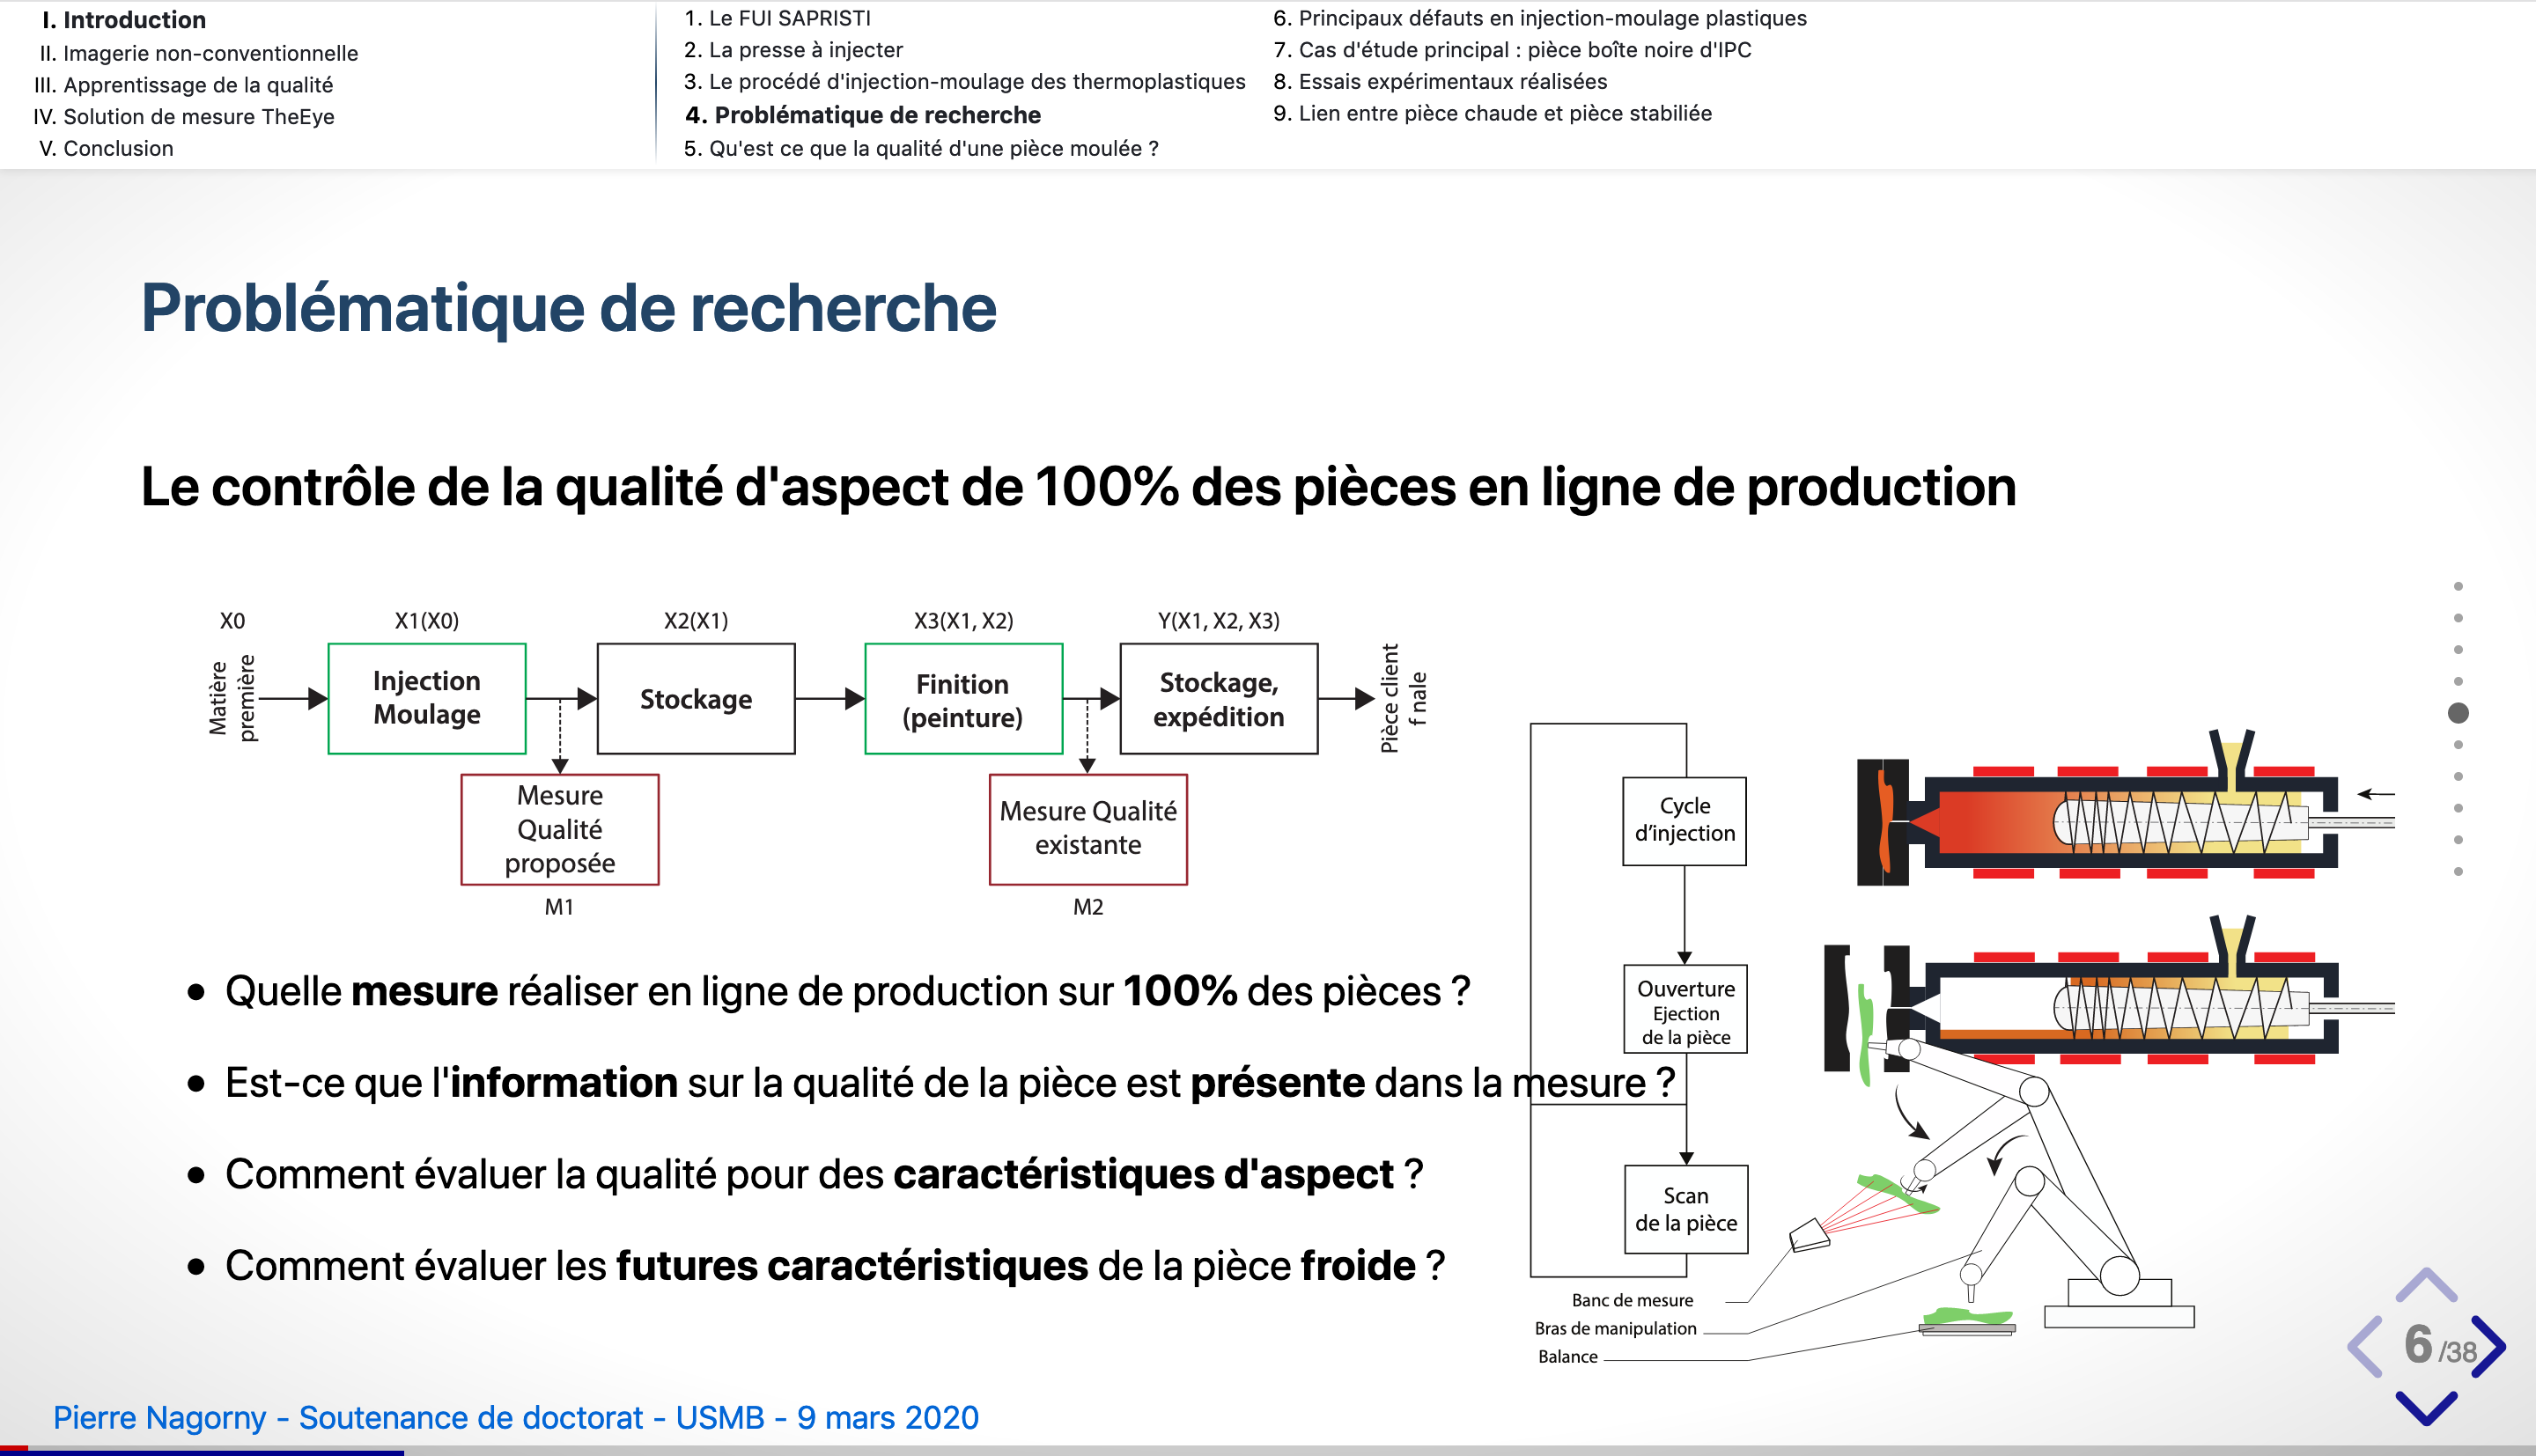 I. Introduction
II. Imagerie non-conventionnelle
III. Apprentissage de la qualité
IV. Solution de mesure TheEye
V. Conclusion
1. Le FUI SAPRISTI
2. La presse à injecter
3. Le procédé d'injection-moulage des thermoplastiques
4. Problématique de recherche
5. Qu'est ce que la qualité d'une pièce moulée ?
6. Principaux défauts en injection-moulage plastiques
7. Cas d'étude principal : pièce boîte noire d'IPC
8. Essais expérimentaux réalisées
9. Lien entre pièce chaude et pièce stabiliée
Problématique de recherche
Le contrôle de la qualité d'aspect de 100% des pièces en ligne de production
X0
X1(X0)
X2(X1)
X3(X1, X2)
Y(X1, X2, X3)
Matière
première
Injection
Moulage
Stockage
Finition
(peinture)
Stockage,
expédition
Pièce client
f nale
Mesure
Qualité
proposée
M1
Mesure Qualité
existante
M2
• Quelle mesure réaliser en ligne de production sur 100% des pièces ?
• Est-ce que l'information sur la qualité de la pièce est présente dans la mesure ?
• Comment évaluer la qualité pour des caractéristiques d'aspect ?
• Comment évaluer les futures caractéristiques de la pièce froide ?
Cycle
d'injection
Ouverture
Ejection
de la pièce
Scan
de la pièce
Banc de mesure
Bras de manipulation
Balance
6 /38
Pierre Nagorny - Soutenance de doctorat - USMB - 9 mars 2020